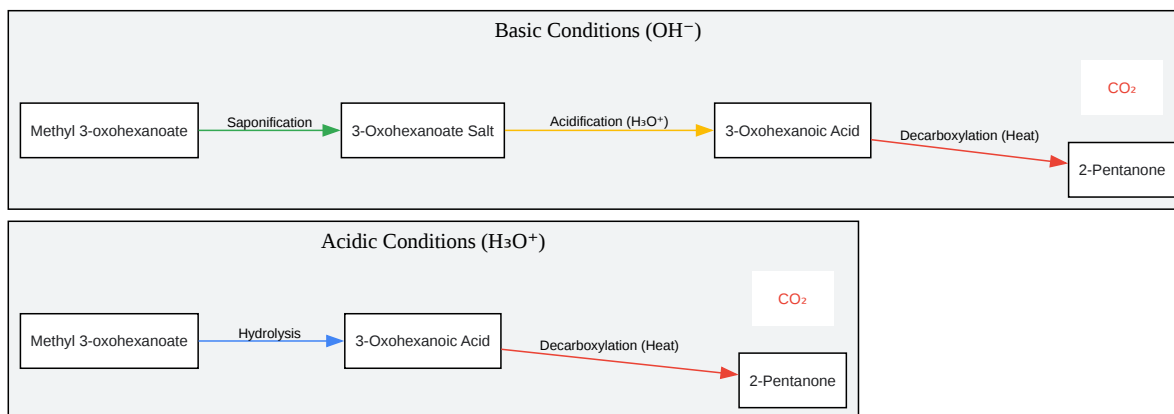 Basic Conditions (OH⁻)
CO₂
Methyl 3-oxohexanoate
Saponification
3-Oxohexanoate Salt
Acidification (H₃O⁺)
3-Oxohexanoic Acid
Decarboxylation (Heat)
2-Pentanone
Acidic Conditions (H₃O⁺)
CO₂
Methyl 3-oxohexanoate
Hydrolysis
3-Oxohexanoic Acid
Decarboxylation (Heat)
2-Pentanone